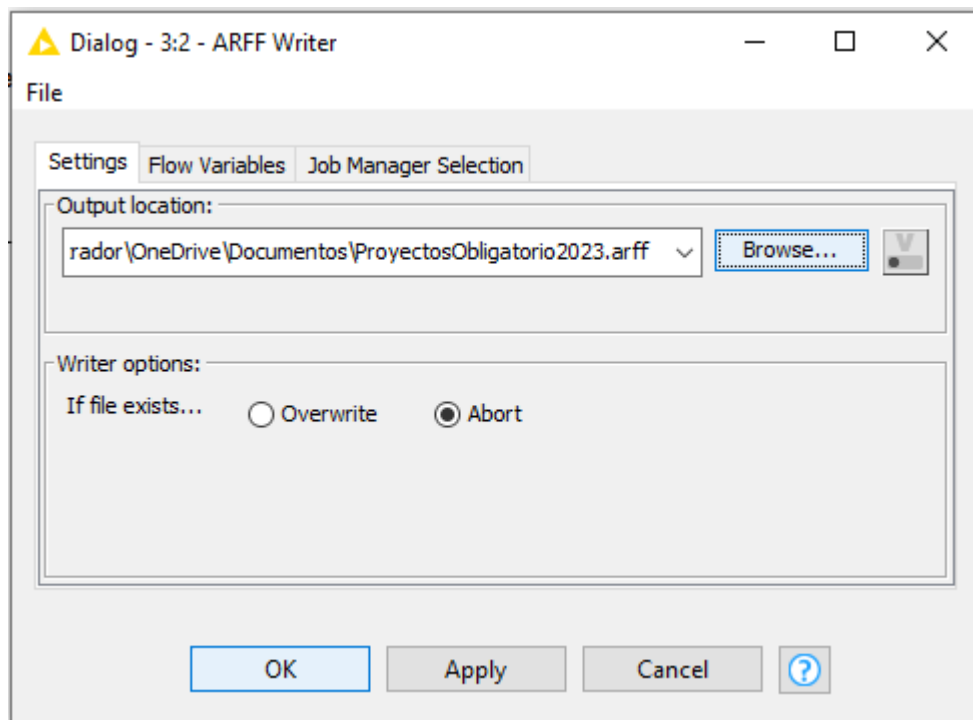 Dialog - 3:2 - ARFF Writer
File
Settings Flow Variables Job Manager Selection
Output location:
rador\OneDrive\Documentos\ProyectosObligatorio2023.arff Browse... V
Writer options:
If file exists... Overwrite Abort
OK Apply Cancel ?